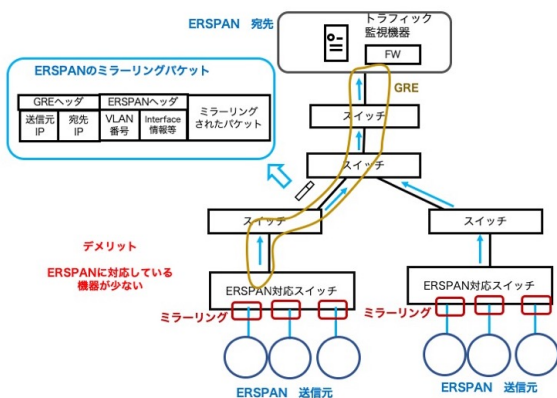 ERSPAN 宛先
トラフィック
監視機器
FW
ERSPANのミラーリングパケット
GREヘッダ
ERSPANヘッダ
ミラーリング
されたパケット
送信元
IP
宛先
IP
VLAN
番号
Interface
情報等
GRE
スイッチ
スイッチ
スイッチ
スイッチ
デメリット
ERSPANに対応している
機器が少ない
ERSPAN対応スイッチ
ERSPAN対応スイッチ
ミラーリング
ミラーリング
ERSPAN 送信元
ERSPAN 送信元